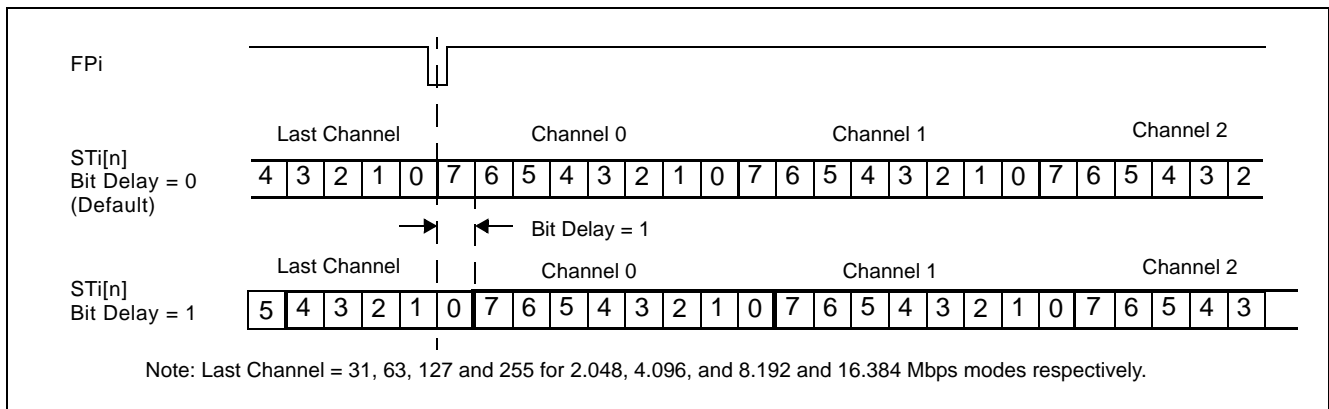 FPi
Last Channel Channel 0 Channel 1 Channel 2
STi[n]
Bit Delay = 0
(Default)
4 3 2 1 0 7 6 5 4 3 2 1 0 7 6 5 4 3 2 1 0 7 6 5 4 3 2
Bit Delay = 1
Last Channel Channel 0 Channel 1 Channel 2
STi[n]
Bit Delay = 1
5 4 3 2 1 0 7 6 5 4 3 2 1 0 7 6 5 4 3 2 1 0 7 6 5 4 3
Note: Last Channel = 31, 63, 127 and 255 for 2.048, 4.096, and 8.192 and 16.384 Mbps modes respectively.